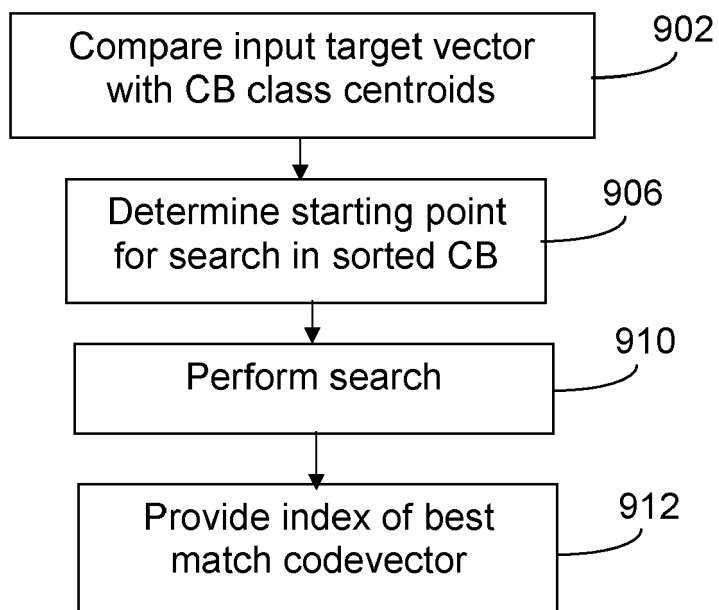 Compare input target vector
with CB class centroids
902
Determine starting point
for search in sorted CB
906
Perform search
910
Provide index of best
match codevector
912